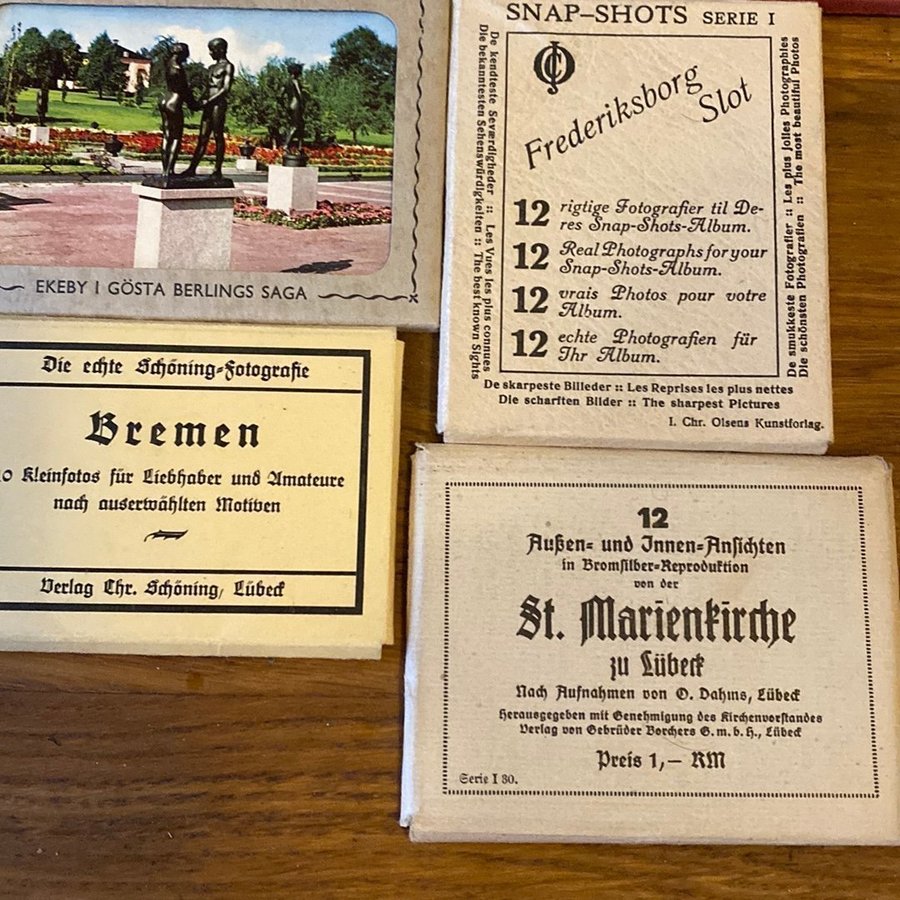 EKEBY I GÖSTA BERLINGS SAGA
SNAP–SHOTS SERIE I
Frederiksborg
Slot
12 rigtige Fotografier til De-
res Snap-Shots-Album.
12 Real Photographs for your
Snap-Shots-Album.
12 vrais Photos pour votre
Album.
12 echte Photografien für
Ihr Album.
De kendteste Seværdigheder :: Les Vues les plus connues
Die bekanntesten Sehenswürdigkeiten :: The best known Sights
De smukkeste Fotografier :: Les plus jolies Photographies
Die schönsten Photografien :: The most beautiful Photos
De skarpeste Billeder :: Les Reprises les plus nettes
Die scharften Bilder :: The sharpest Pictures
I. Chr. Olsens Kunstforlag.
Die echte Schöning-Fotografie
Bremen
0 Kleinfotos für Liebhaber und Amateure
nach auserwählten Motiven
Verlag Chr. Schöning, Lübeck
12
Außen- und Innen-Ansichten
in Bromsilber-Reproduktion
von der
St. Marienkirche
zu Lübeck
Nach Aufnahmen von O. Dahms, Lübeck
Herausgegeben mit Genehmigung des Kirchenvorstandes
Verlag von Gebrüder Borchers G. m. b. H., Lübeck
Preis 1,— RM
Serie I 30.